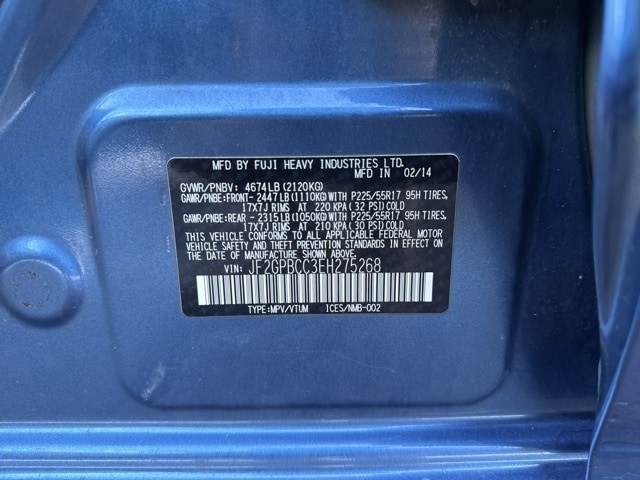 MFD BY FUJI HEAVY INDUSTRIES LTD.
MFD IN 02/14
GVWR/PNBV: 4674LB (2120KG)
GAWR/PNBE:FRONT- 2447LB(1110KG)WITH P225/55R17 95H TIRES,
17X7J RIMS AT 220 KPA ( 32 PSI)COLD
GAWR/PNBE:REAR - 2315LB(1050KG)WITH P225/55R17 95H TIRES,
17X7J RIMS AT 210 KPA ( 30 PSI)COLD
THIS VEHICLE CONFORMS TO ALL APPLICABLE FEDERAL MOTOR
VEHICLE SAFETY AND THEFT PREVENTION STANDARDS IN EFFECT ON
THE DATE OF MANUFACTURE SHOWN ABOVE.
VIN: JF2GPBCC3EH275268
TYPE:MPV/VTUM ICES/NMB-002